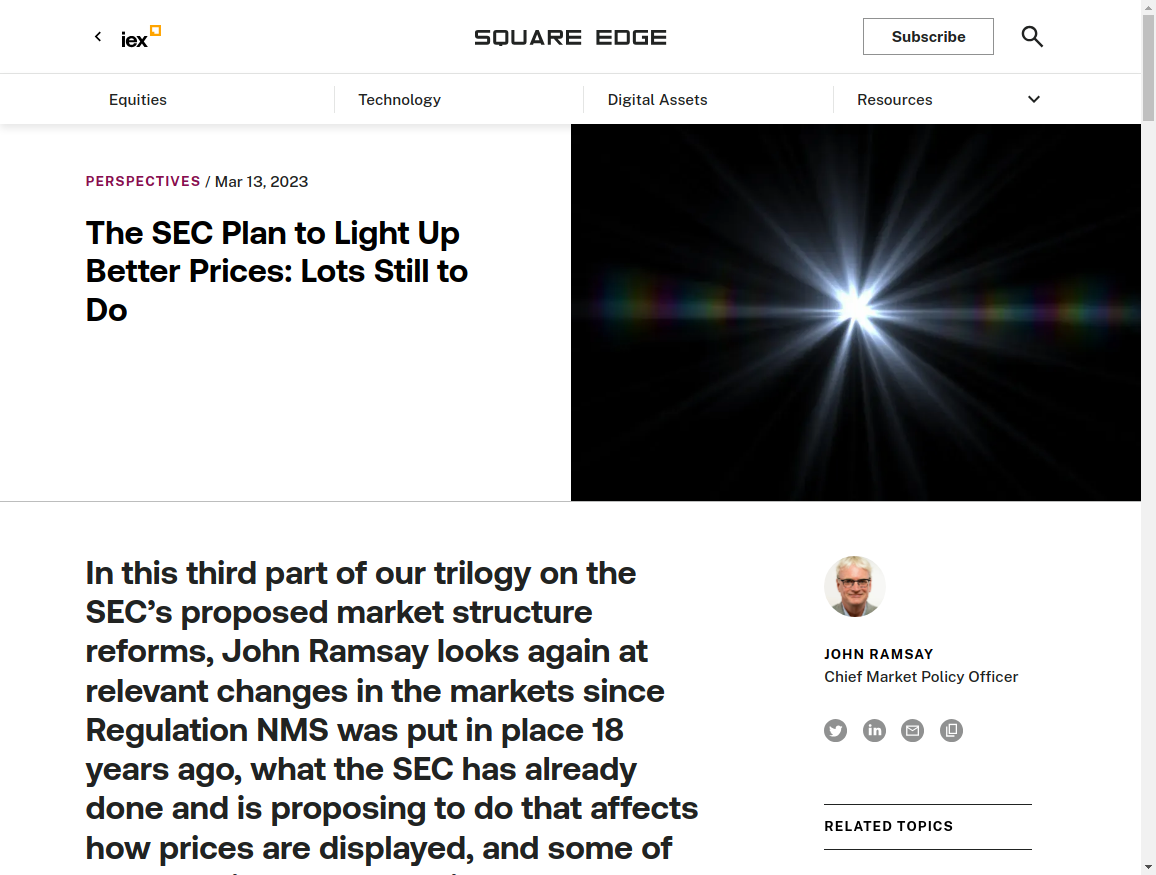 iex
SQUARE EDGE
Subscribe
Equities
Technology
Digital Assets
Resources
PERSPECTIVES / Mar 13, 2023
The SEC Plan to Light Up
Better Prices: Lots Still to
Do
In this third part of our trilogy on the
SEC’s proposed market structure
reforms, John Ramsay looks again at
relevant changes in the markets since
Regulation NMS was put in place 18
years ago, what the SEC has already
done and is proposing to do that affects
how prices are displayed, and some of
JOHN RAMSAY
Chief Market Policy Officer
in
RELATED TOPICS